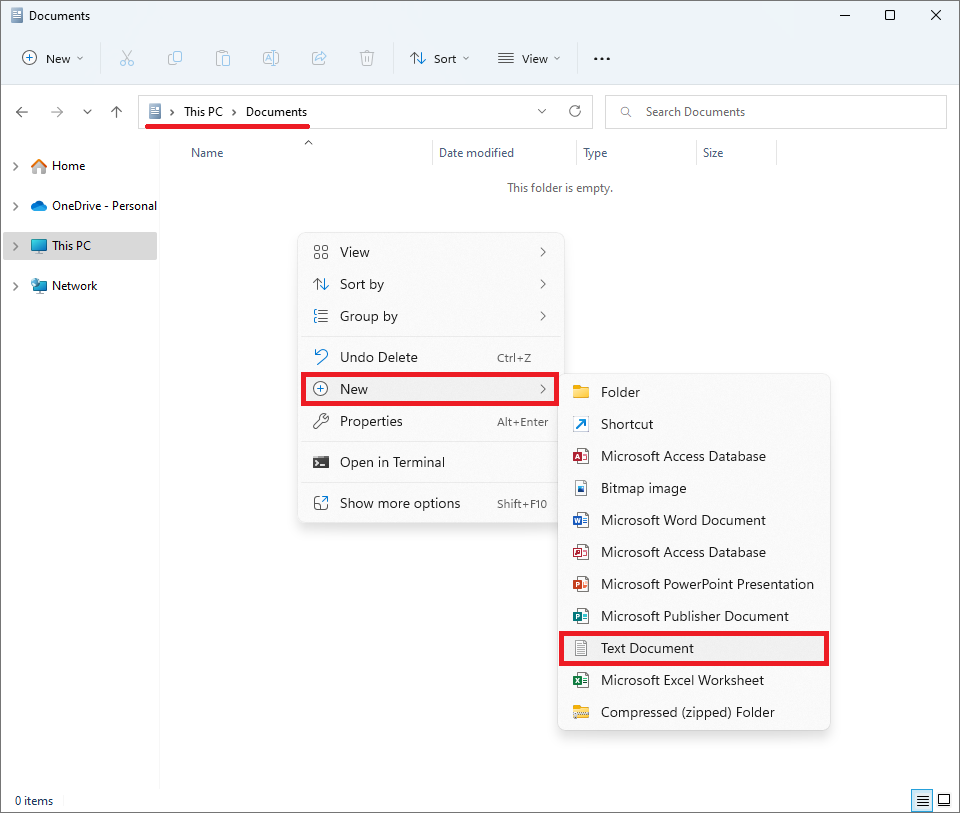 Documents
New
Sort
View
This PC > Documents
Search Documents
Name
Date modified
Type
Size
This folder is empty.
Home
OneDrive - Personal
This PC
Network
View
Sort by
Group by
Undo Delete Ctrl+Z
New
Properties Alt+Enter
Open in Terminal
Show more options Shift+F10
Folder
Shortcut
Microsoft Access Database
Bitmap image
Microsoft Word Document
Microsoft Access Database
Microsoft PowerPoint Presentation
Microsoft Publisher Document
Text Document
Microsoft Excel Worksheet
Compressed (zipped) Folder
0 items